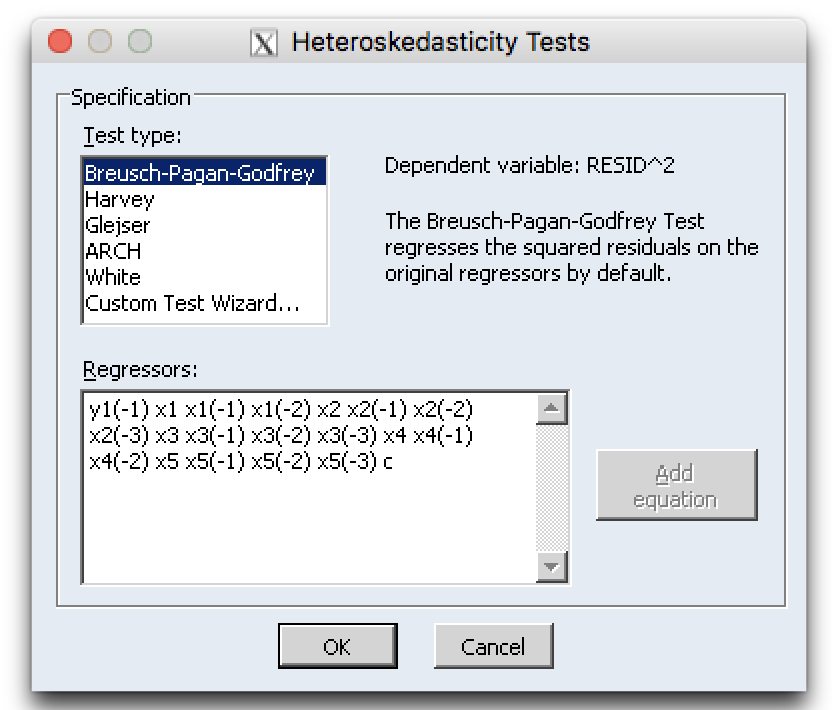 Heteroskedasticity Tests
Specification
Test type:
Breusch-Pagan-Godfrey
Harvey
Glejser
ARCH
White
Custom Test Wizard...
Dependent variable: RESID^2
The Breusch-Pagan-Godfrey Test
regresses the squared residuals on the
original regressors by default.
Regressors:
y1(-1) x1 x1(-1) x1(-2) x2 x2(-1) x2(-2)
x2(-3) x3 x3(-1) x3(-2) x3(-3) x4 x4(-1)
x4(-2) x5 x5(-1) x5(-2) x5(-3) c
Add
equation
OK
Cancel